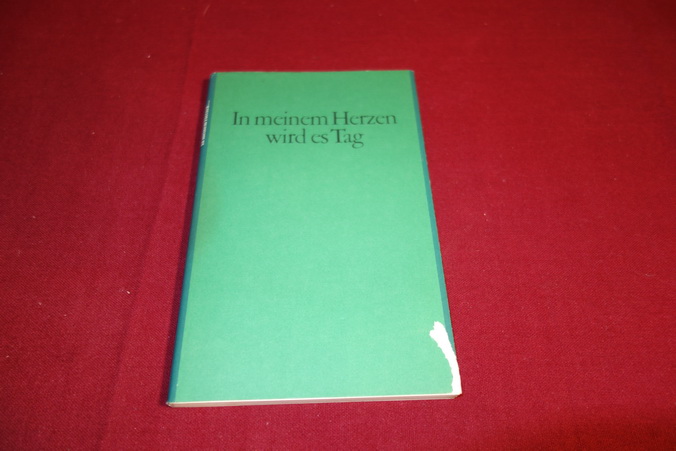 In meinem Herzen
wird es Tag